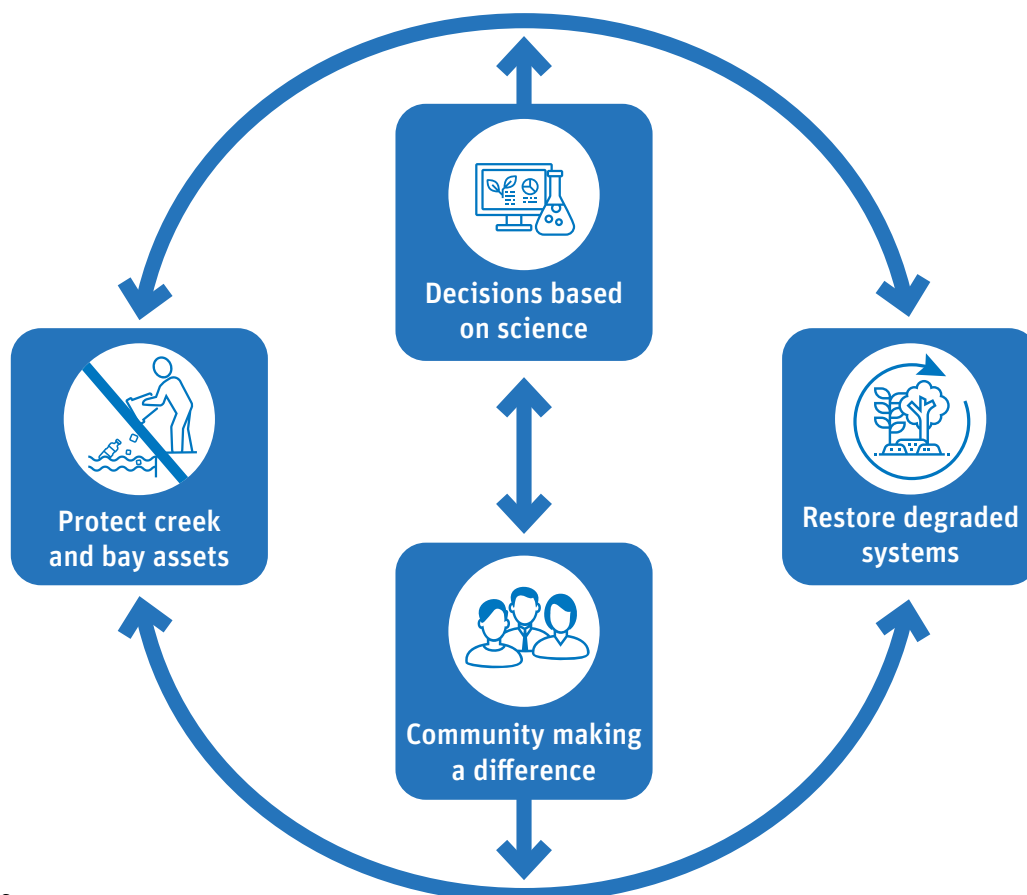 Decisions based
on science
Protect creek
and bay assets
Restore degraded
systems
Community making
a difference